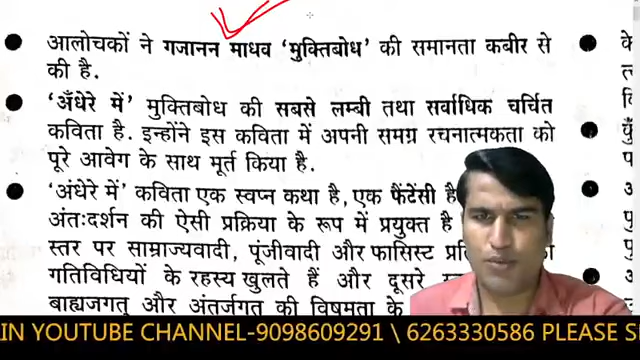 आलोचकों ने गजानन माधव 'मुक्तिबोध' की समानता कबीर से
की है.
'अँधेरे में' मुक्तिबोध की सबसे लम्बी तथा सर्वाधिक चर्चित
कविता है. इन्होंने इस कविता में अपनी समग्र रचनात्मकता को
पूरे आवेग के साथ मूर्त किया है.
'अंधेरे में' कविता एक स्वप्न कथा है, एक फैंटेंसी है
अंतःदर्शन की ऐसी प्रक्रिया के रूप में प्रयुक्त है
स्तर पर साम्राज्यवादी, पूंजीवादी और फासिस्ट
गतिविधियों के रहस्य खुलते हैं और दूसरे
बाह्यजगत् और अंतर्जगत की विषमता के
IN YOUTUBE CHANNEL-9098609291 \ 6263330586 PLEASE S